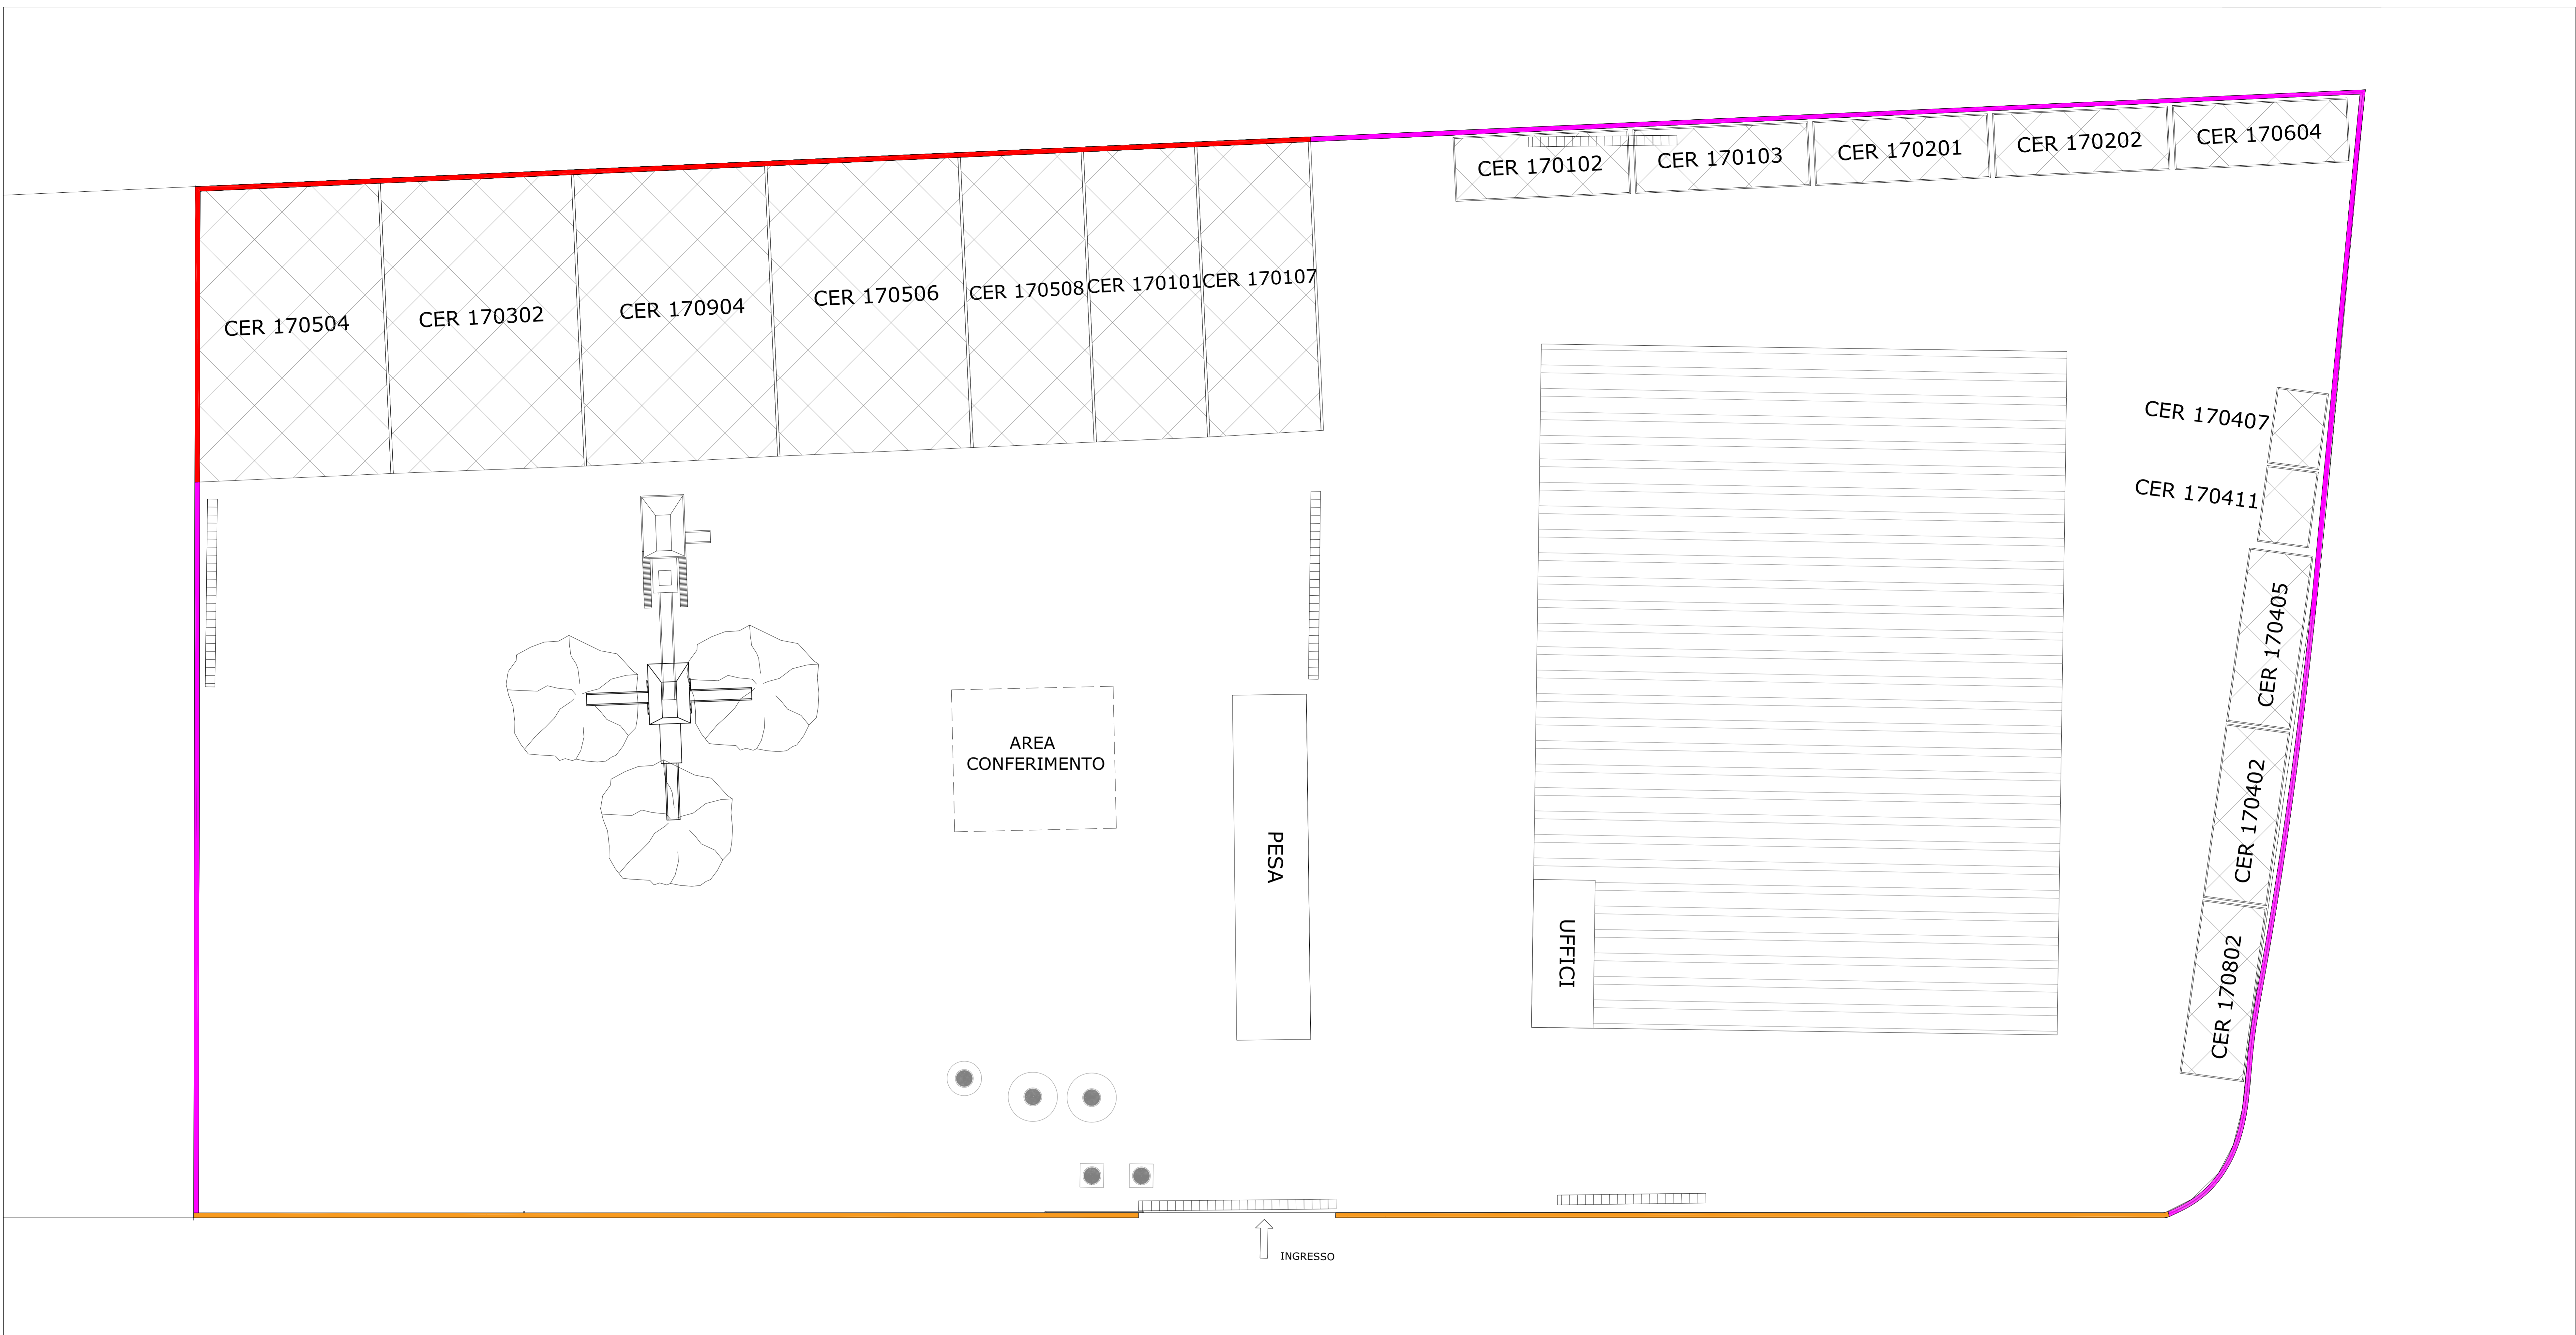 CER 170102
CER 170103
CER 170201
CER 170202
CER 170604
CER 170504
CER 170302
CER 170904
CER 170506
CER 170508
CER 170101
CER 170107
CER 170407
CER 170411
CER 170405
CER 170402
CER 170802
AREA
CONFERIMENTO
PESA
UFFICI
INGRESSO